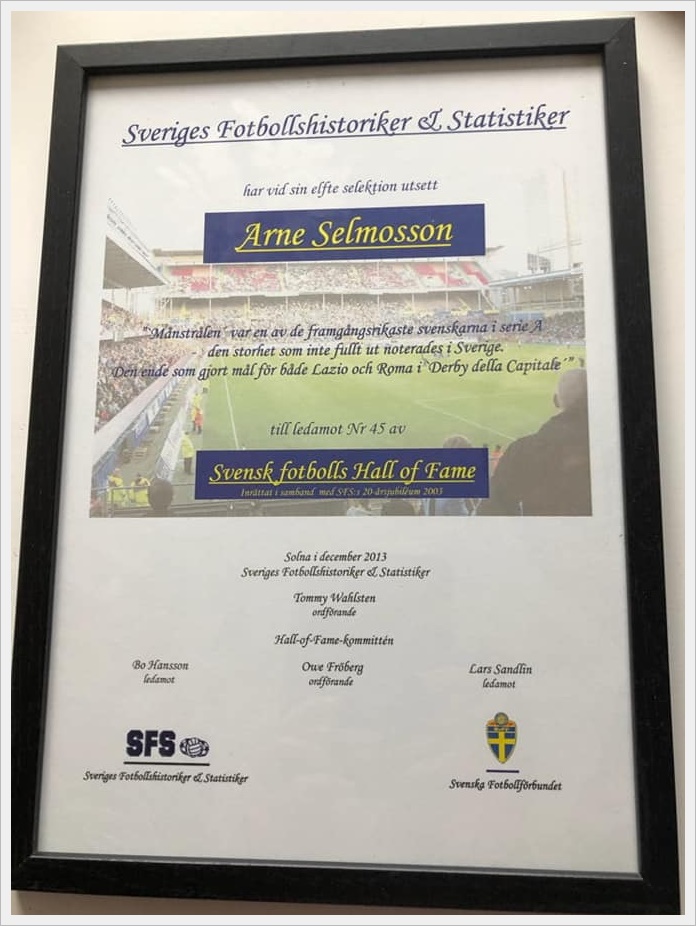 Sveriges Fotbollshistoriker & Statistiker
har vid sin elfte selektion utsett
Arne Selmosson
"´Månstrålen´ var en av de framgångsrikaste svenskarna i serie A
- den storhet som inte fullt ut noterades i Sverige.
Den ende som gjort mål för både Lazio och Roma i ´Derby della Capitale´"
till ledamot Nr 45 av
Svensk fotbolls Hall of Fame
Inrättat i samband med SFS:s 20-årsjubiléum 2003
Solna i december 2013
Sveriges Fotbollshistoriker & Statistiker
Tommy Wahlsten
ordförande
Hall-of-Fame-kommittén
Bo Hansson
ledamot
Owe Fröberg
ordförande
Lars Sandlin
ledamot
SFS
Sveriges Fotbollshistoriker & Statistiker
Svenska Fotbollförbundet